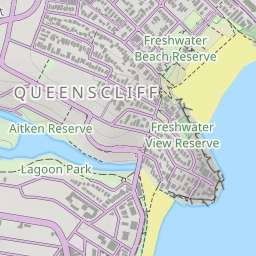 Freshwater
Beach Reserve
QUEENSCLIFF
Aitken Reserve
Freshwater
View Reserve
Lagoon Park